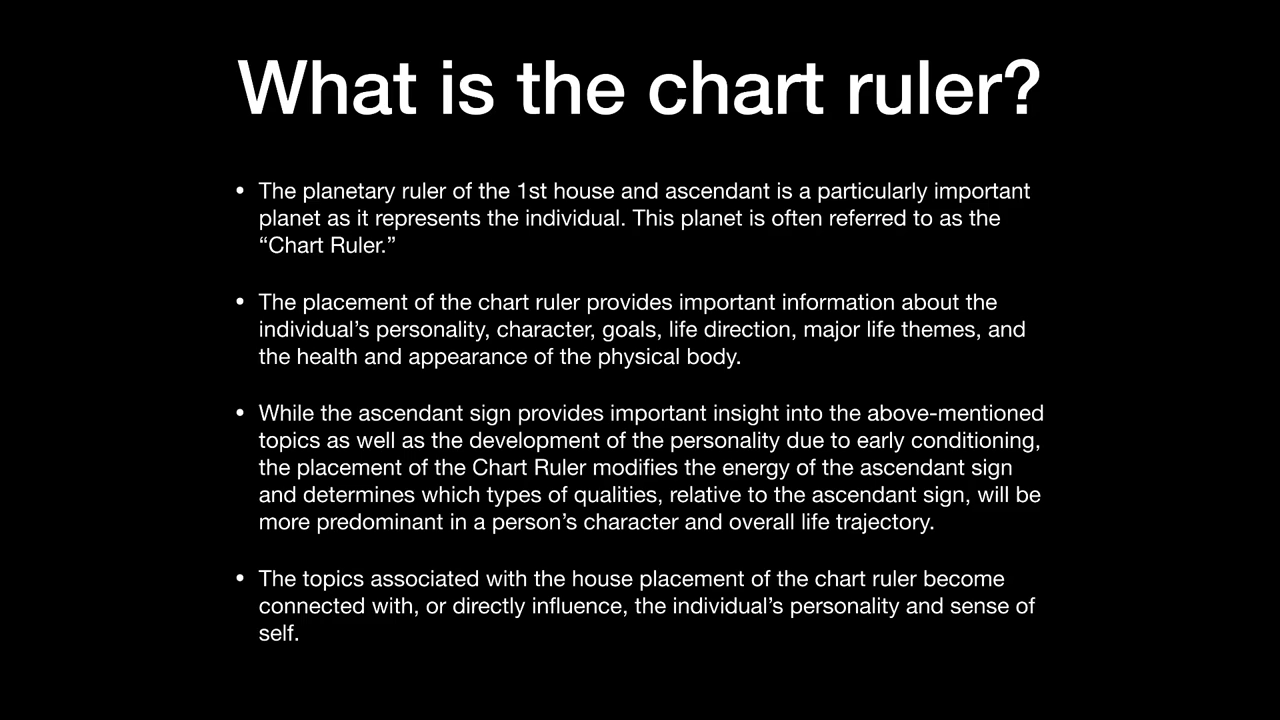 What is the chart ruler?
• The planetary ruler of the 1st house and ascendant is a particularly important
planet as it represents the individual. This planet is often referred to as the
“Chart Ruler.”
• The placement of the chart ruler provides important information about the
individual’s personality, character, goals, life direction, major life themes, and
the health and appearance of the physical body.
• While the ascendant sign provides important insight into the above-mentioned
topics as well as the development of the personality due to early conditioning,
the placement of the Chart Ruler modifies the energy of the ascendant sign
and determines which types of qualities, relative to the ascendant sign, will be
more predominant in a person’s character and overall life trajectory.
• The topics associated with the house placement of the chart ruler become
connected with, or directly influence, the individual’s personality and sense of
self.